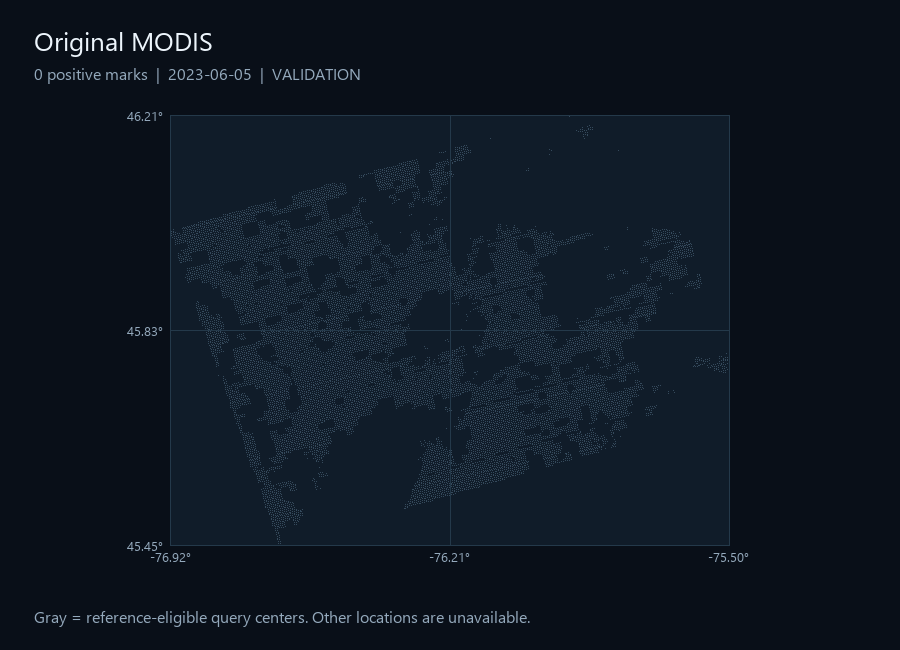 Original MODIS
0 positive marks | 2023-06-05 | VALIDATION
46.21°
45.83°
45.45°
-76.92°
-76.21°
-75.50°
Gray = reference-eligible query centers. Other locations are unavailable.